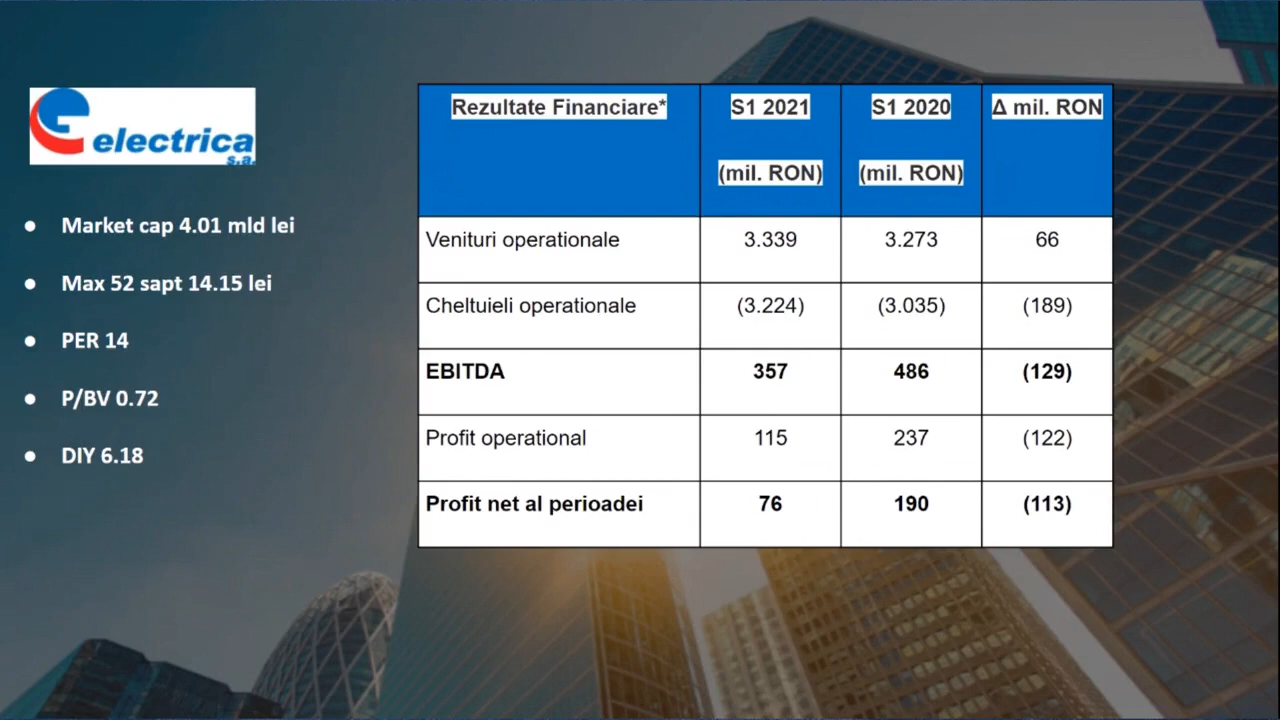 electrica
s.a.
Market cap 4.01 mld lei
Max 52 sapt 14.15 lei
PER 14
P/BV 0.72
DIY 6.18
Rezultate Financiare* S1 2021 S1 2020 Δ mil. RON
(mil. RON) (mil. RON)
Venituri operationale 3.339 3.273 66
Cheltuieli operationale (3.224) (3.035) (189)
EBITDA 357 486 (129)
Profit operational 115 237 (122)
Profit net al perioadei 76 190 (113)